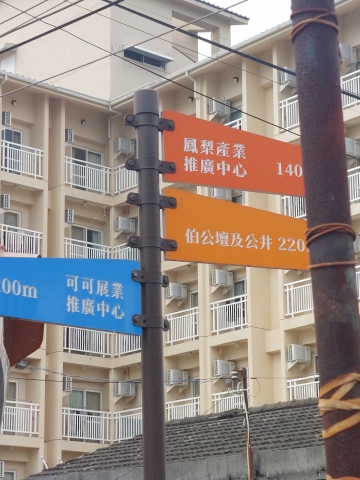 鳳梨產業
推廣中心 140
伯公壇及公井 220
00m 可可展業
推廣中心